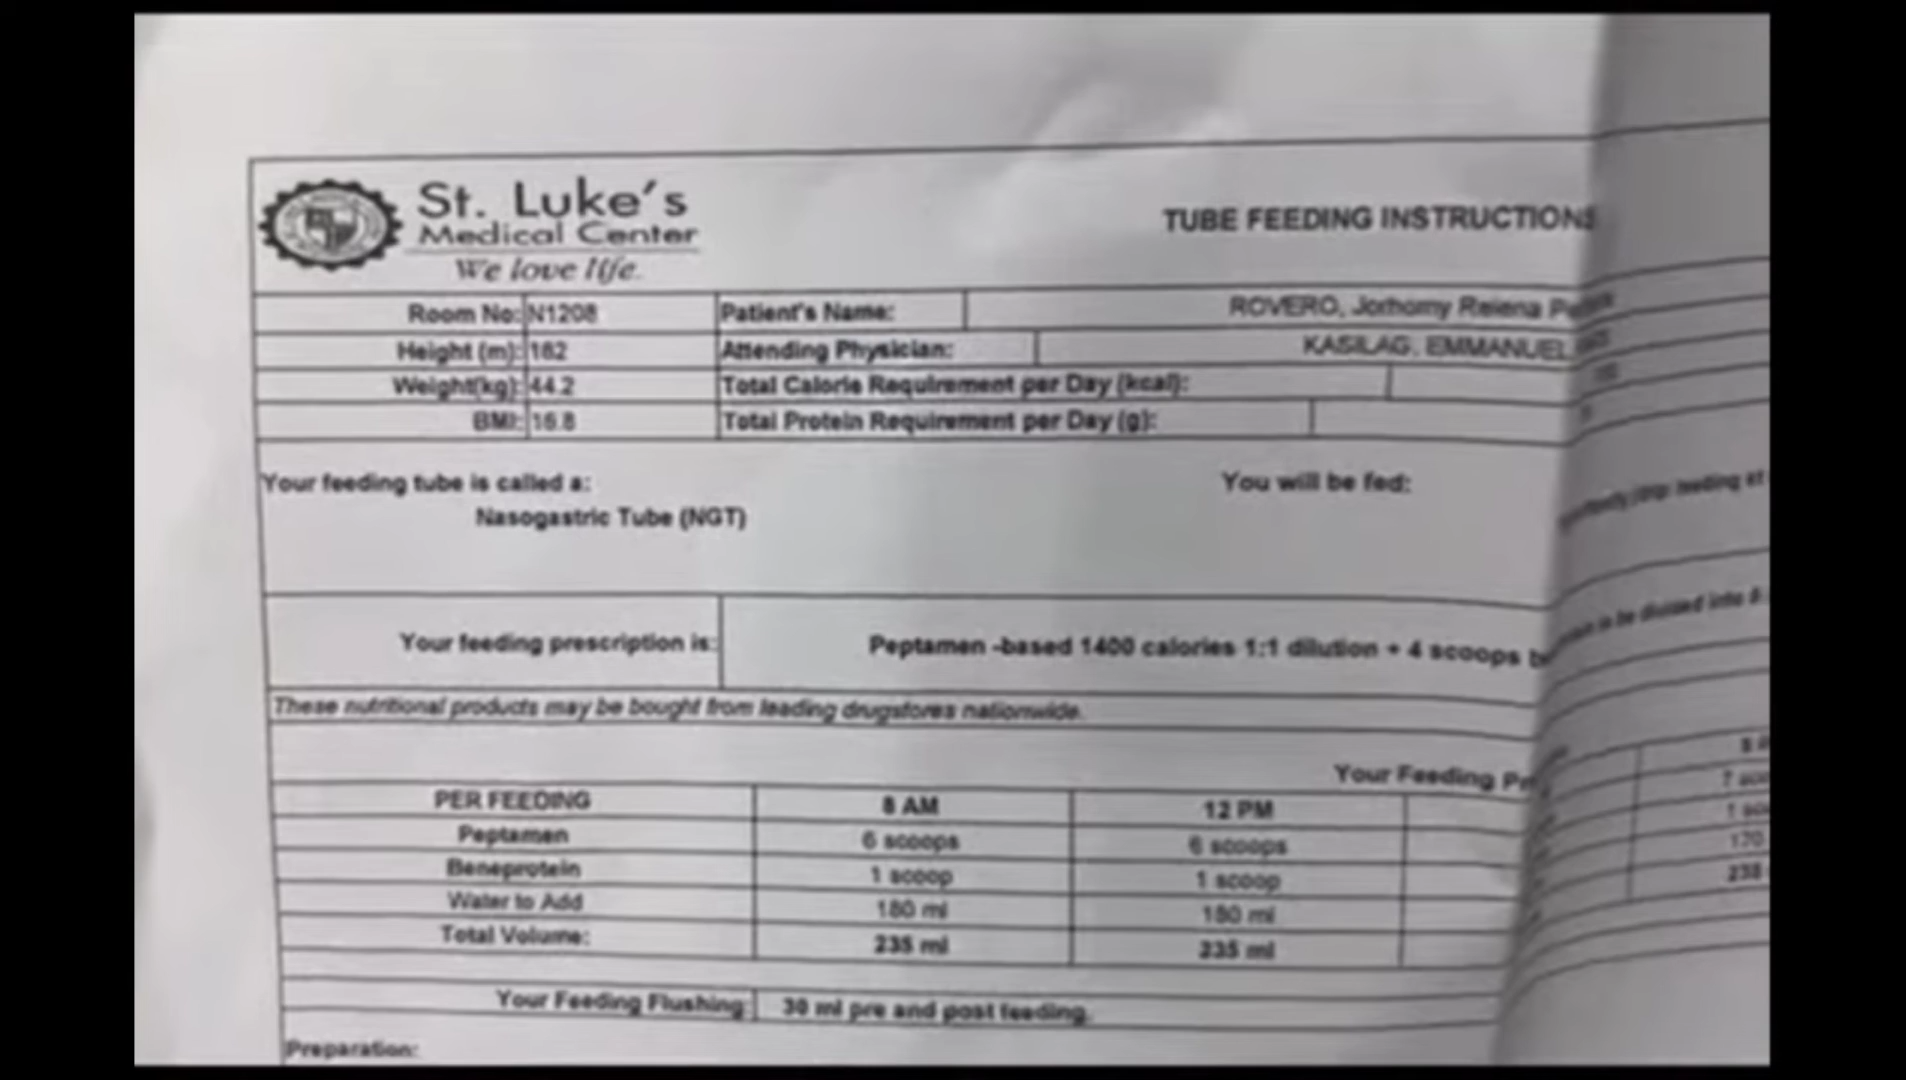 St. Luke's
Medical Center
We love life.
TUBE FEEDING INSTRUCTIONS
Room No: N1208 Patient's Name: ROVERO, Jorhomy
Height (m): 162 Attending Physician: KASILAG, EMMANUEL
Weight(kg): 44.2 Total Calorie Requirement per Day (kcal):
BMI: 16.8 Total Protein Requirement per Day (g):
Your feeding tube is called a: You will be fed:
Nasogastric Tube (NGT)
feeding at
to be divided into
Your feeding prescription is: Peptamen -based 1400 calories 1:1 dilution + 4 scoops
These nutritional products may be bought from leading drugstores nationwide.
Your Feeding
PER FEEDING 8 AM 12 PM
Peptamen 6 scoops 6 scoops
Beneprotein 1 scoop 1 scoop
Water to Add 180 ml 180 ml
Total Volume: 235 ml 235 ml
Your Feeding Flushing 30 ml pre and post feeding.
Preparation: